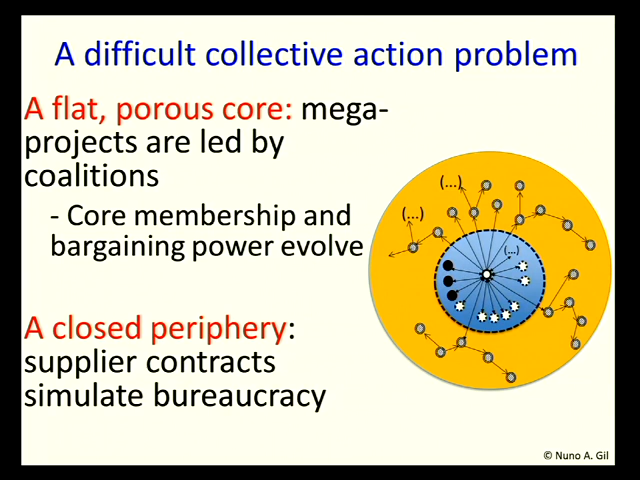 A difficult collective action problem
A flat, porous core: mega-
projects are led by
coalitions
- Core membership and
bargaining power evolve
A closed periphery:
supplier contracts
simulate bureaucracy
(...)
(...)
(...)
© Nuno A. Gil